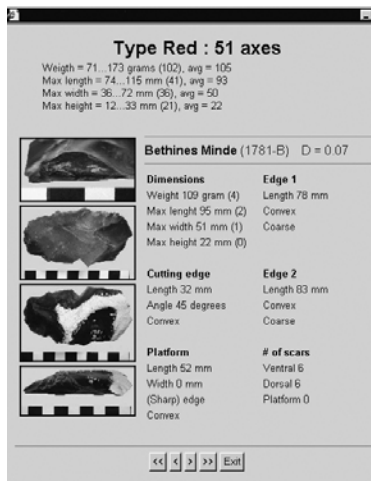 Type Red : 51 axes
Weigth = 71...173 grams (102), avg = 105
Max length = 74...115 mm (41), avg = 93
Max width = 36...72 mm (36), avg = 50
Max height = 12...33 mm (21), avg = 22
Bethines Minde (1781-B) D = 0.07
Dimensions
Weight 109 gram (4)
Max lenght 95 mm (2)
Max width 51 mm (1)
Max height 22 mm (0)
Edge 1
Length 78 mm
Convex
Coarse
Cutting edge
Length 32 mm
Angle 45 degrees
Convex
Edge 2
Length 83 mm
Convex
Coarse
Platform
Length 52 mm
Width 0 mm
(Sharp) edge
Convex
# of scars
Ventral 6
Dorsal 6
Platform 0
<< < > >> Exit